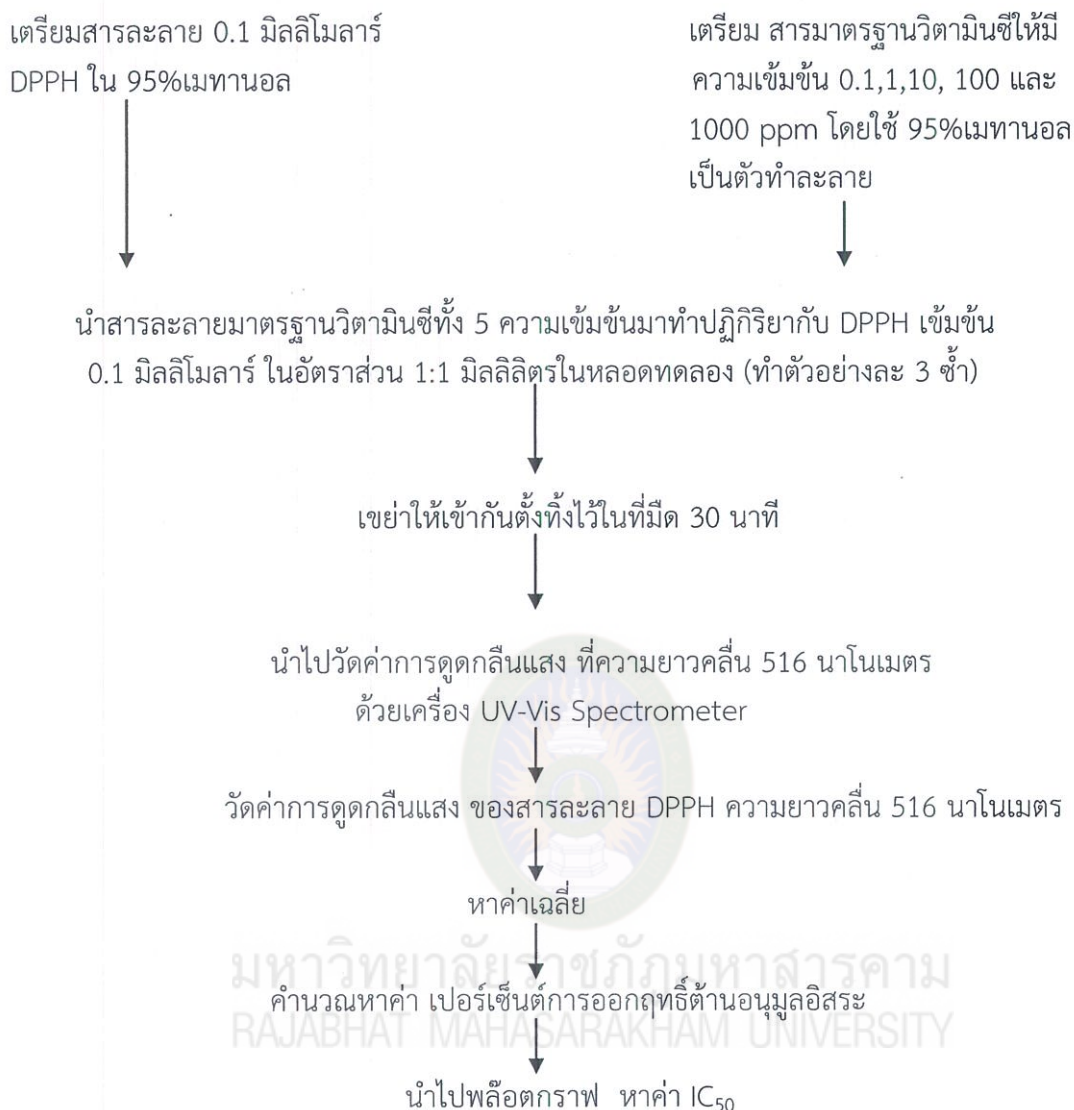 เตรียมสารละลาย 0.1 มิลลิโมลาร์
DPPH ใน 95%เมทานอล
เตรียม สารมาตรฐานวิตามินซีให้มี
ความเข้มข้น 0.1,1,10, 100 และ
1000 ppm โดยใช้ 95%เมทานอล
เป็นตัวทำละลาย
นำสารละลายมาตรฐานวิตามินซีทั้ง 5 ความเข้มข้นมาทำปฏิกิริยากับ DPPH เข้มข้น
0.1 มิลลิโมลาร์ ในอัตราส่วน 1:1 มิลลิลิตรในหลอดทดลอง (ทำตัวอย่างละ 3 ซ้ำ)
เขย่าให้เข้ากันตั้งทิ้งไว้ในที่มืด 30 นาที
นำไปวัดค่าการดูดกลืนแสง ที่ความยาวคลื่น 516 นาโนเมตร
ด้วยเครื่อง UV-Vis Spectrometer
วัดค่าการดูดกลืนแสง ของสารละลาย DPPH ความยาวคลื่น 516 นาโนเมตร
หาค่าเฉลี่ย
มหาวิทยาลัยราชภัฏมหาสารคาม
คำนวณหาค่า เปอร์เซ็นต์การออกฤทธิ์ต้านอนุมูลอิสระ
RAJABHAT MAHASARAKHAM UNIVERSITY
นำไปพล๊อตกราฟ หาค่า IC₅₀